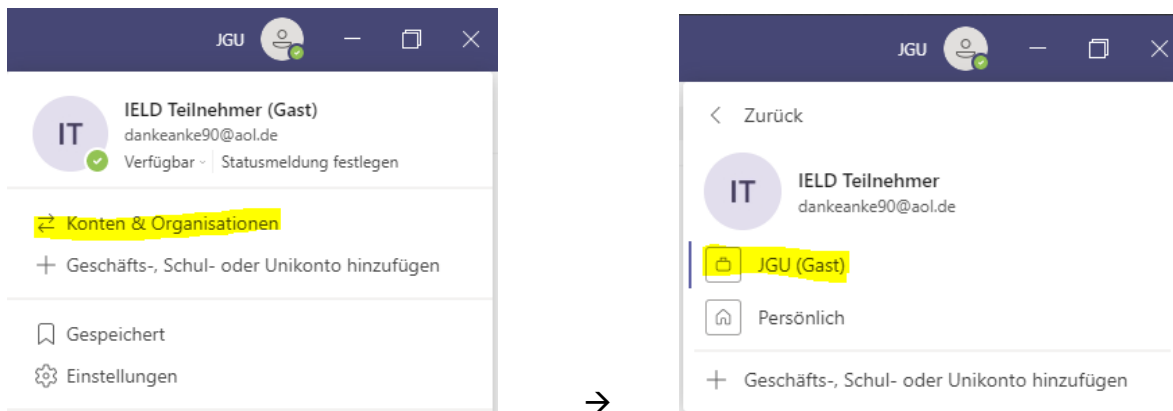 JGU
IT
IELD Teilnehmer (Gast)
dankeanke90@aol.de
Verfügbar
Statusmeldung festlegen
Konten & Organisationen
Geschäfts-, Schul- oder Unikonto hinzufügen
Gespeichert
Einstellungen
→
JGU
Zurück
IT
IELD Teilnehmer
dankeanke90@aol.de
JGU (Gast)
Persönlich
Geschäfts-, Schul- oder Unikonto hinzufügen